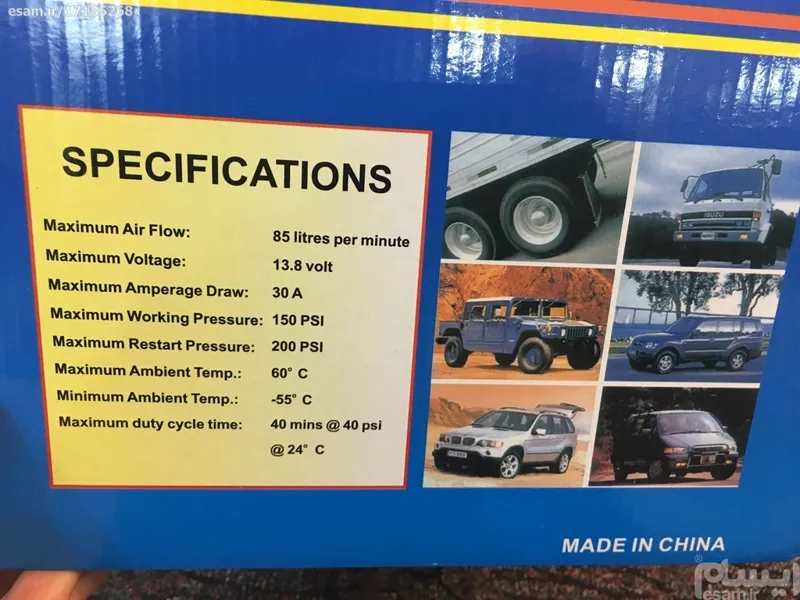 esam.ir/17135268
SPECIFICATIONS
Maximum Air Flow: 85 litres per minute
Maximum Voltage: 13.8 volt
Maximum Amperage Draw: 30 A
Maximum Working Pressure: 150 PSI
Maximum Restart Pressure: 200 PSI
Maximum Ambient Temp.: 60° C
Minimum Ambient Temp.: -55° C
Maximum duty cycle time: 40 mins @ 40 psi
@ 24° C
ISUZU
MADE IN CHINA
ایسام
esam.ir